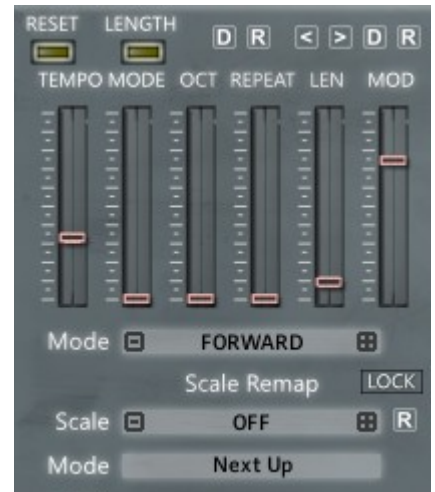 RESET LENGTH D R < > D R
TEMPO MODE OCT REPEAT LEN MOD
Mode FORWARD
Scale Remap LOCK
Scale OFF R
Mode Next Up